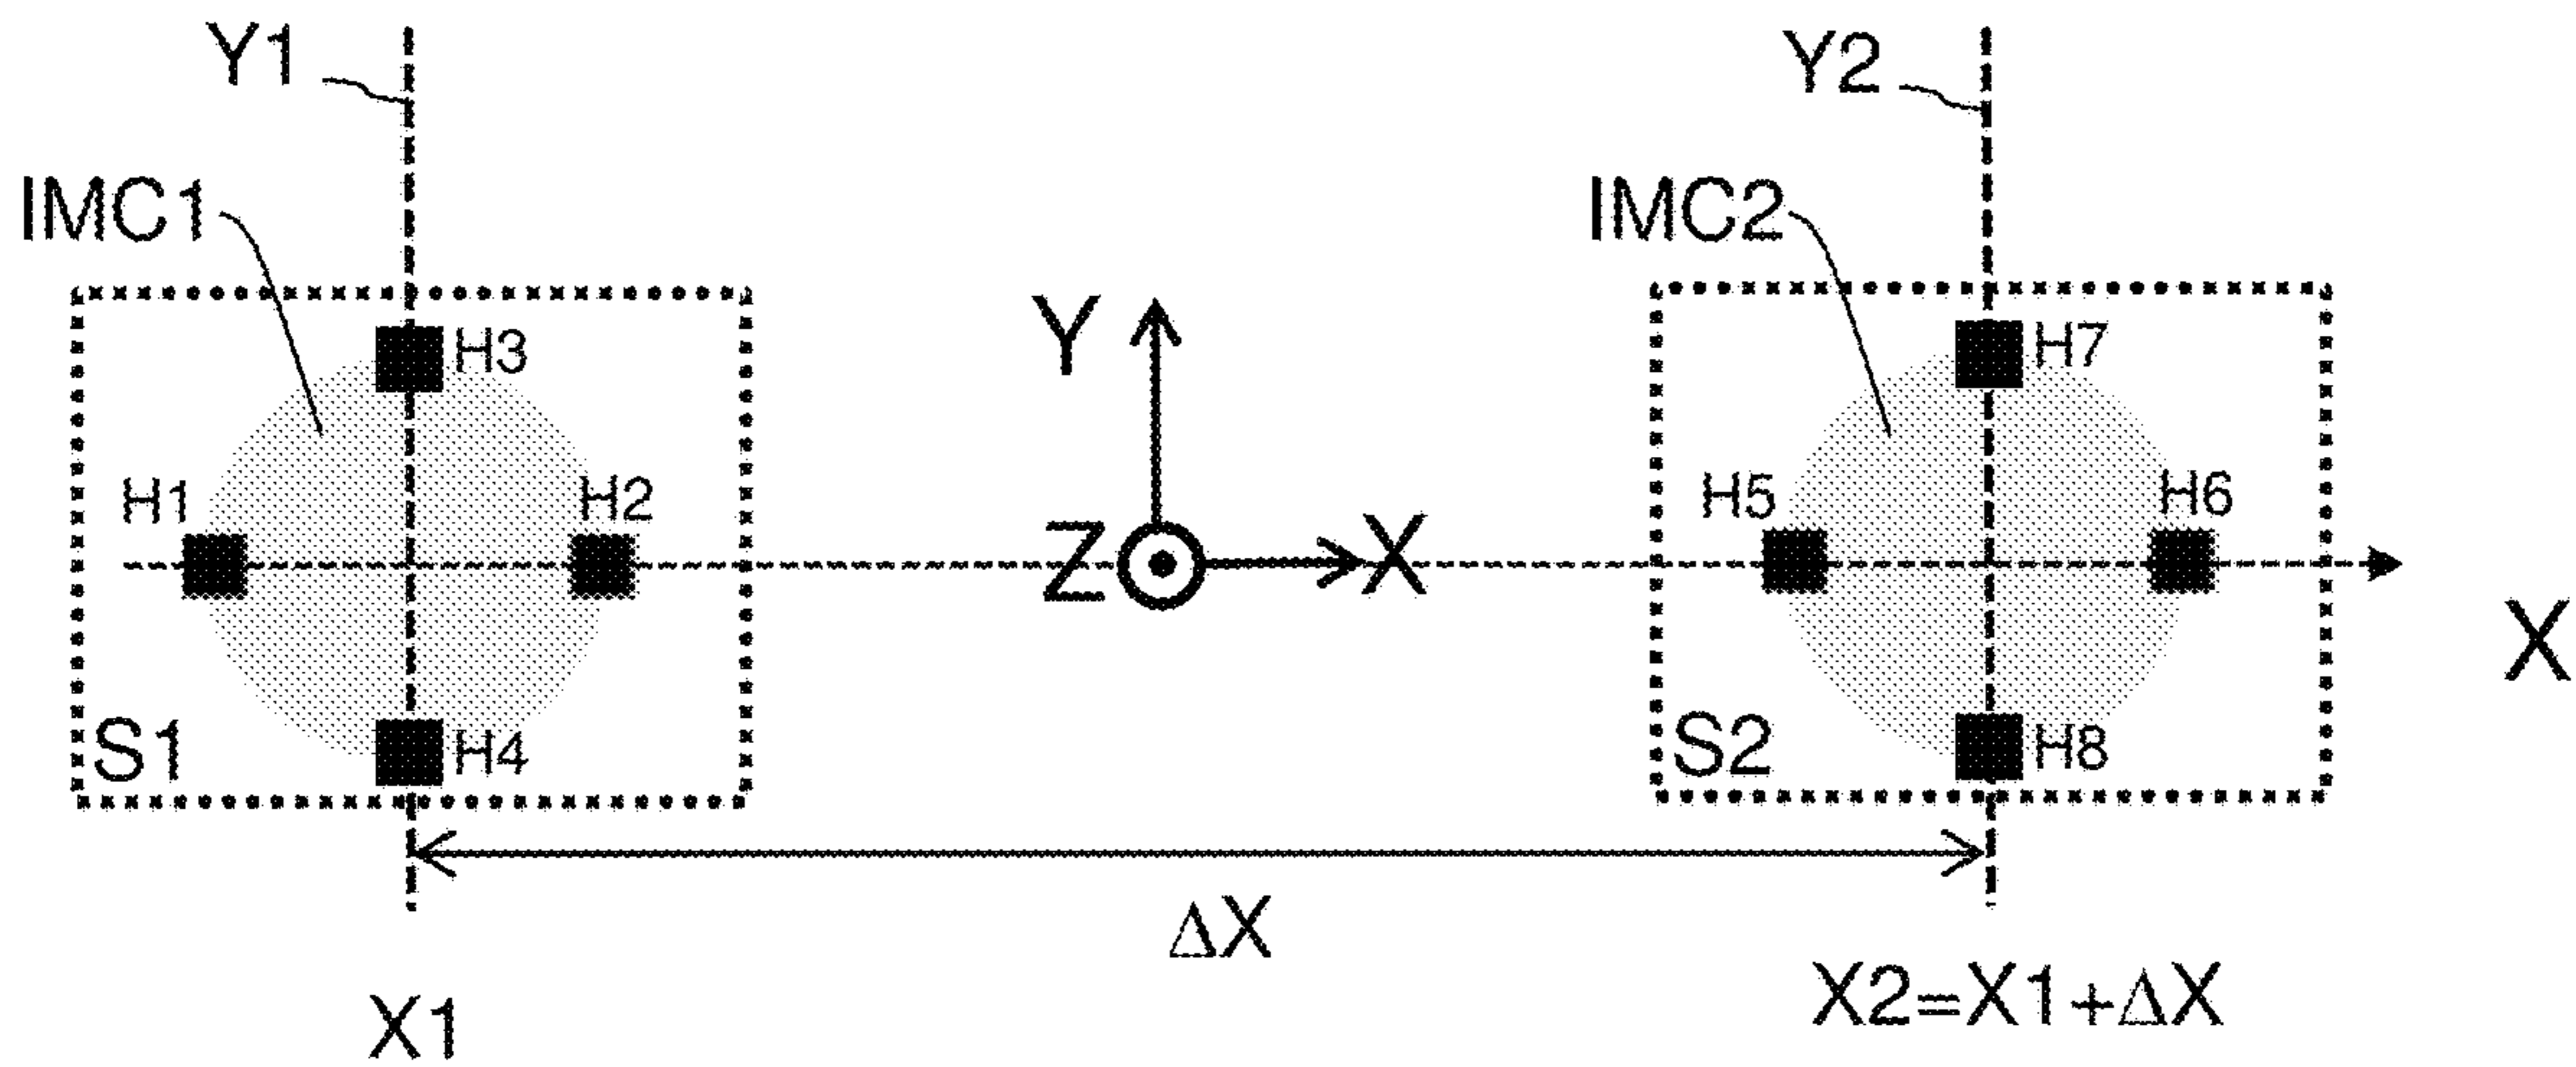 Y1
Y2
IMC1
IMC2
H3
H7
Y
H1
H2
H5
H6
Z
X
X
S1
H4
S2
H8
ΔX
X1
X2=X1+ΔX